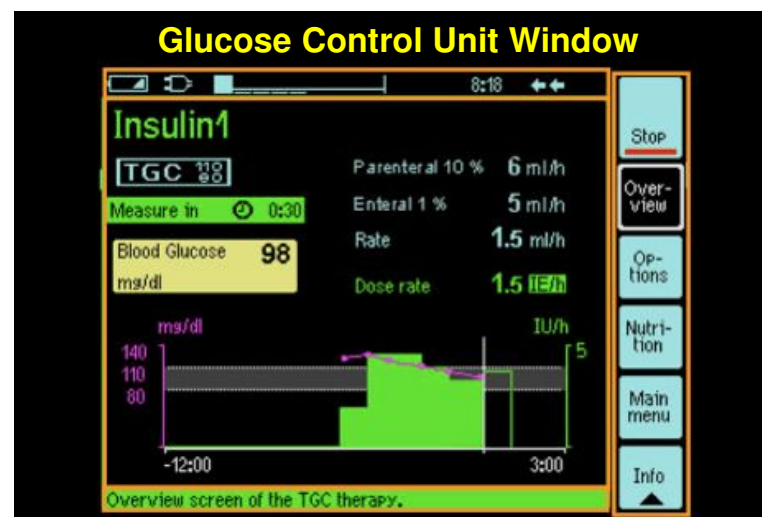 Glucose Control Unit Window
8:18
Insulin1
TGC 110 80
Parenteral 10 % 6 ml/h
Measure in 0:30
Enteral 1 % 5 ml/h
Rate 1.5 ml/h
Blood Glucose 98
mg/dl
Dose rate 1.5 IE/h
mg/dl IU/h
140 5
110
80
-12:00 3:00
Overview screen of the TGC therapy.
Stop
Over-
view
Op-
tions
Nutri-
tion
Main
menu
Info